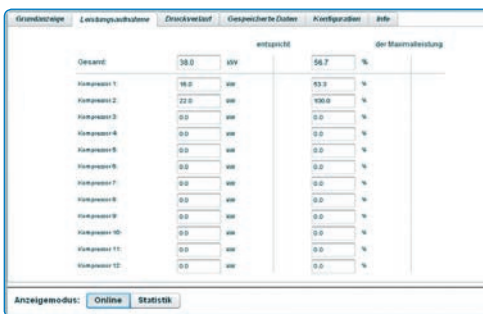 Grundanzeige Leistungsaufnahme Druckverlauf Gespeicherte Daten Konfiguration Info
entspricht der Maximalleistung
Gesamt: 38.0 kW 56.7 %
Kompressor 1: 16.0 kW 53.3 %
Kompressor 2: 22.0 kW 100.0 %
Kompressor 3: 0.0 kW 0.0 %
Kompressor 4: 0.0 kW 0.0 %
Kompressor 5: 0.0 kW 0.0 %
Kompressor 6: 0.0 kW 0.0 %
Kompressor 7: 0.0 kW 0.0 %
Kompressor 8: 0.0 kW 0.0 %
Kompressor 9: 0.0 kW 0.0 %
Kompressor 10: 0.0 kW 0.0 %
Kompressor 11: 0.0 kW 0.0 %
Kompressor 12: 0.0 kW 0.0 %
Anzeigemodus: Online Statistik